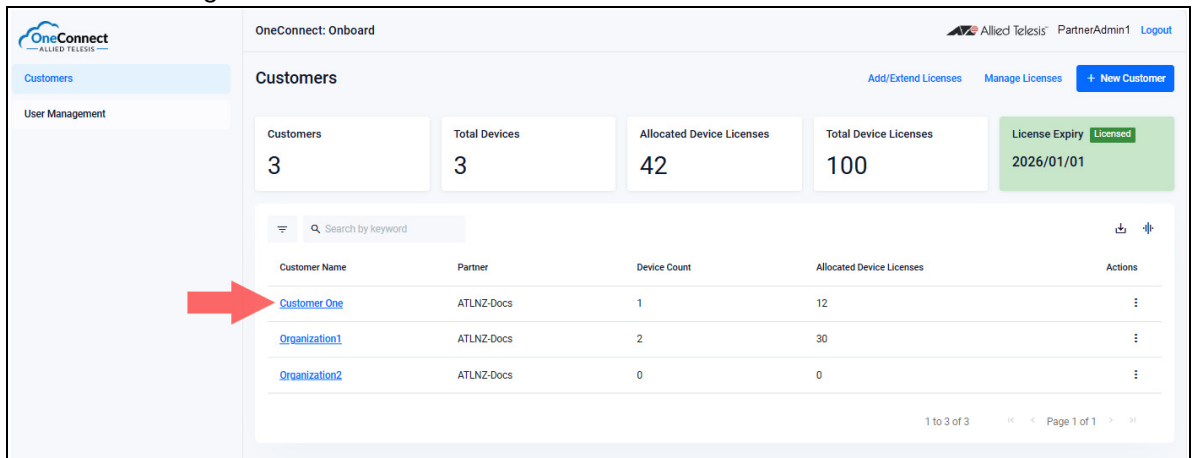 OneConnect
ALLIED TELESIS
OneConnect: Onboard
Allied Telesis™ PartnerAdmin1 Logout
Customers
User Management
Customers
Add/Extend Licenses Manage Licenses + New Customer
Customers Total Devices Allocated Device Licenses Total Device Licenses License Expiry Licensed
3 3 42 100 2026/01/01
Search by keyword
Customer Name Partner Device Count Allocated Device Licenses Actions
Customer One ATLNZ-Docs 1 12
Organization1 ATLNZ-Docs 2 30
Organization2 ATLNZ-Docs 0 0
1 to 3 of 3 Page 1 of 1